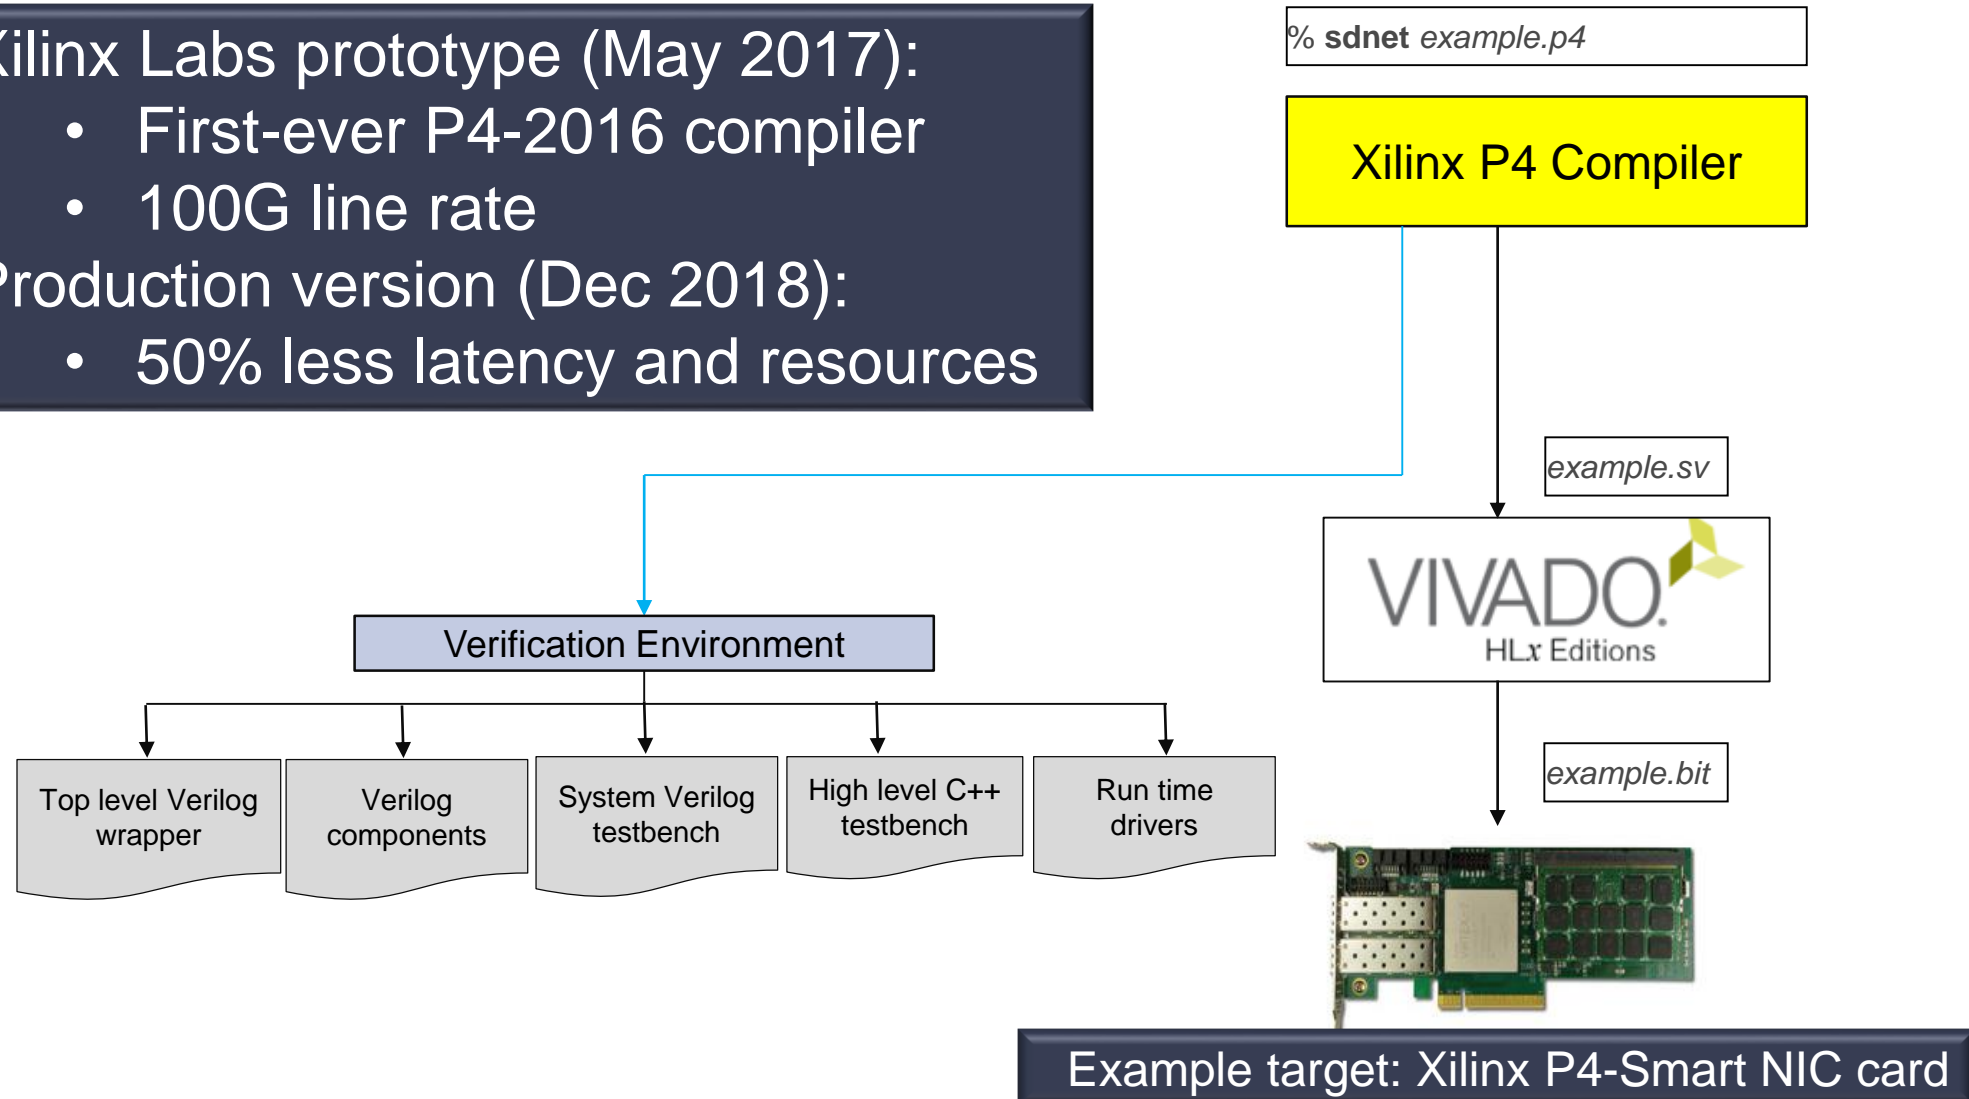 Xilinx Labs prototype (May 2017):
• First-ever P4-2016 compiler
• 100G line rate
Production version (Dec 2018):
• 50% less latency and resources
% sdnet example.p4
Xilinx P4 Compiler
example.sv
VIVADO.
HLx Editions
Verification Environment
Top level Verilog
wrapper
Verilog
components
System Verilog
testbench
High level C++
testbench
Run time
drivers
example.bit
Example target: Xilinx P4-Smart NIC card